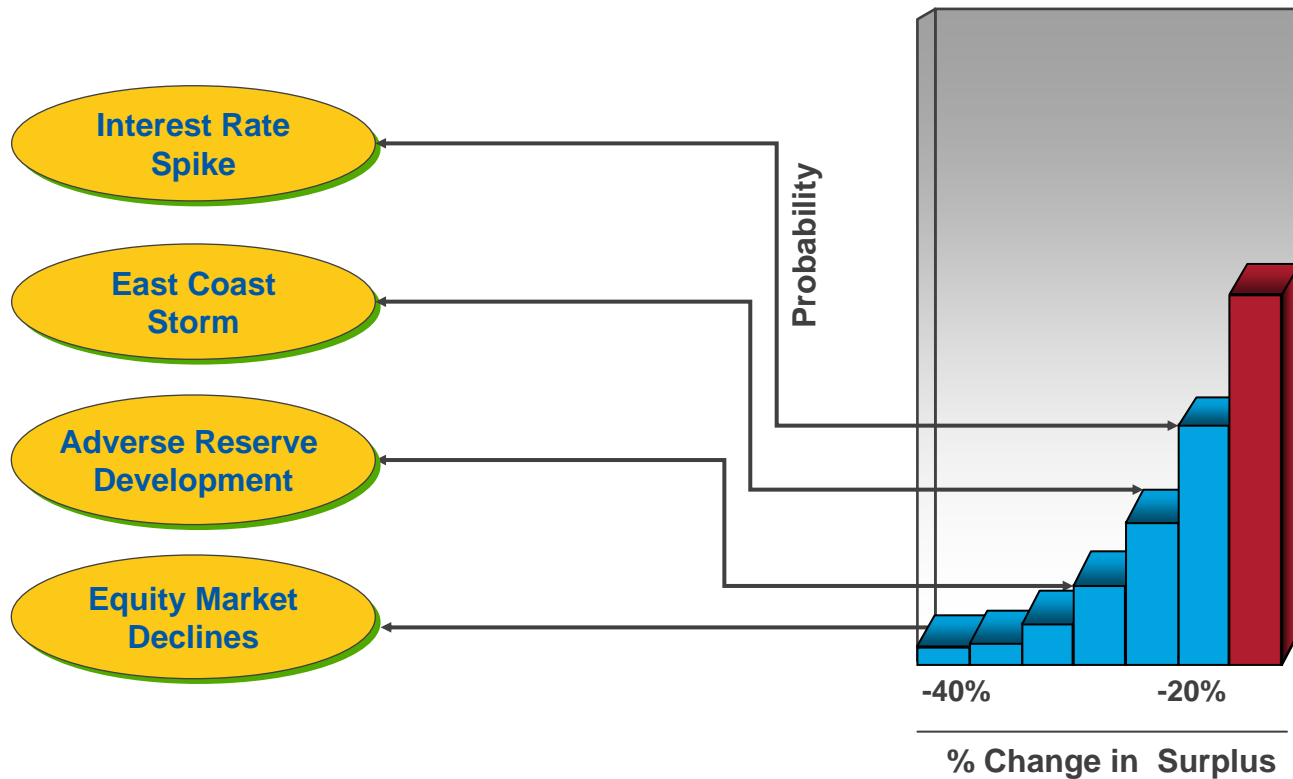 Interest Rate
Spike
East Coast
Storm
Adverse Reserve
Development
Equity Market
Declines
Probability
-40%
-20%
% Change in  Surplus